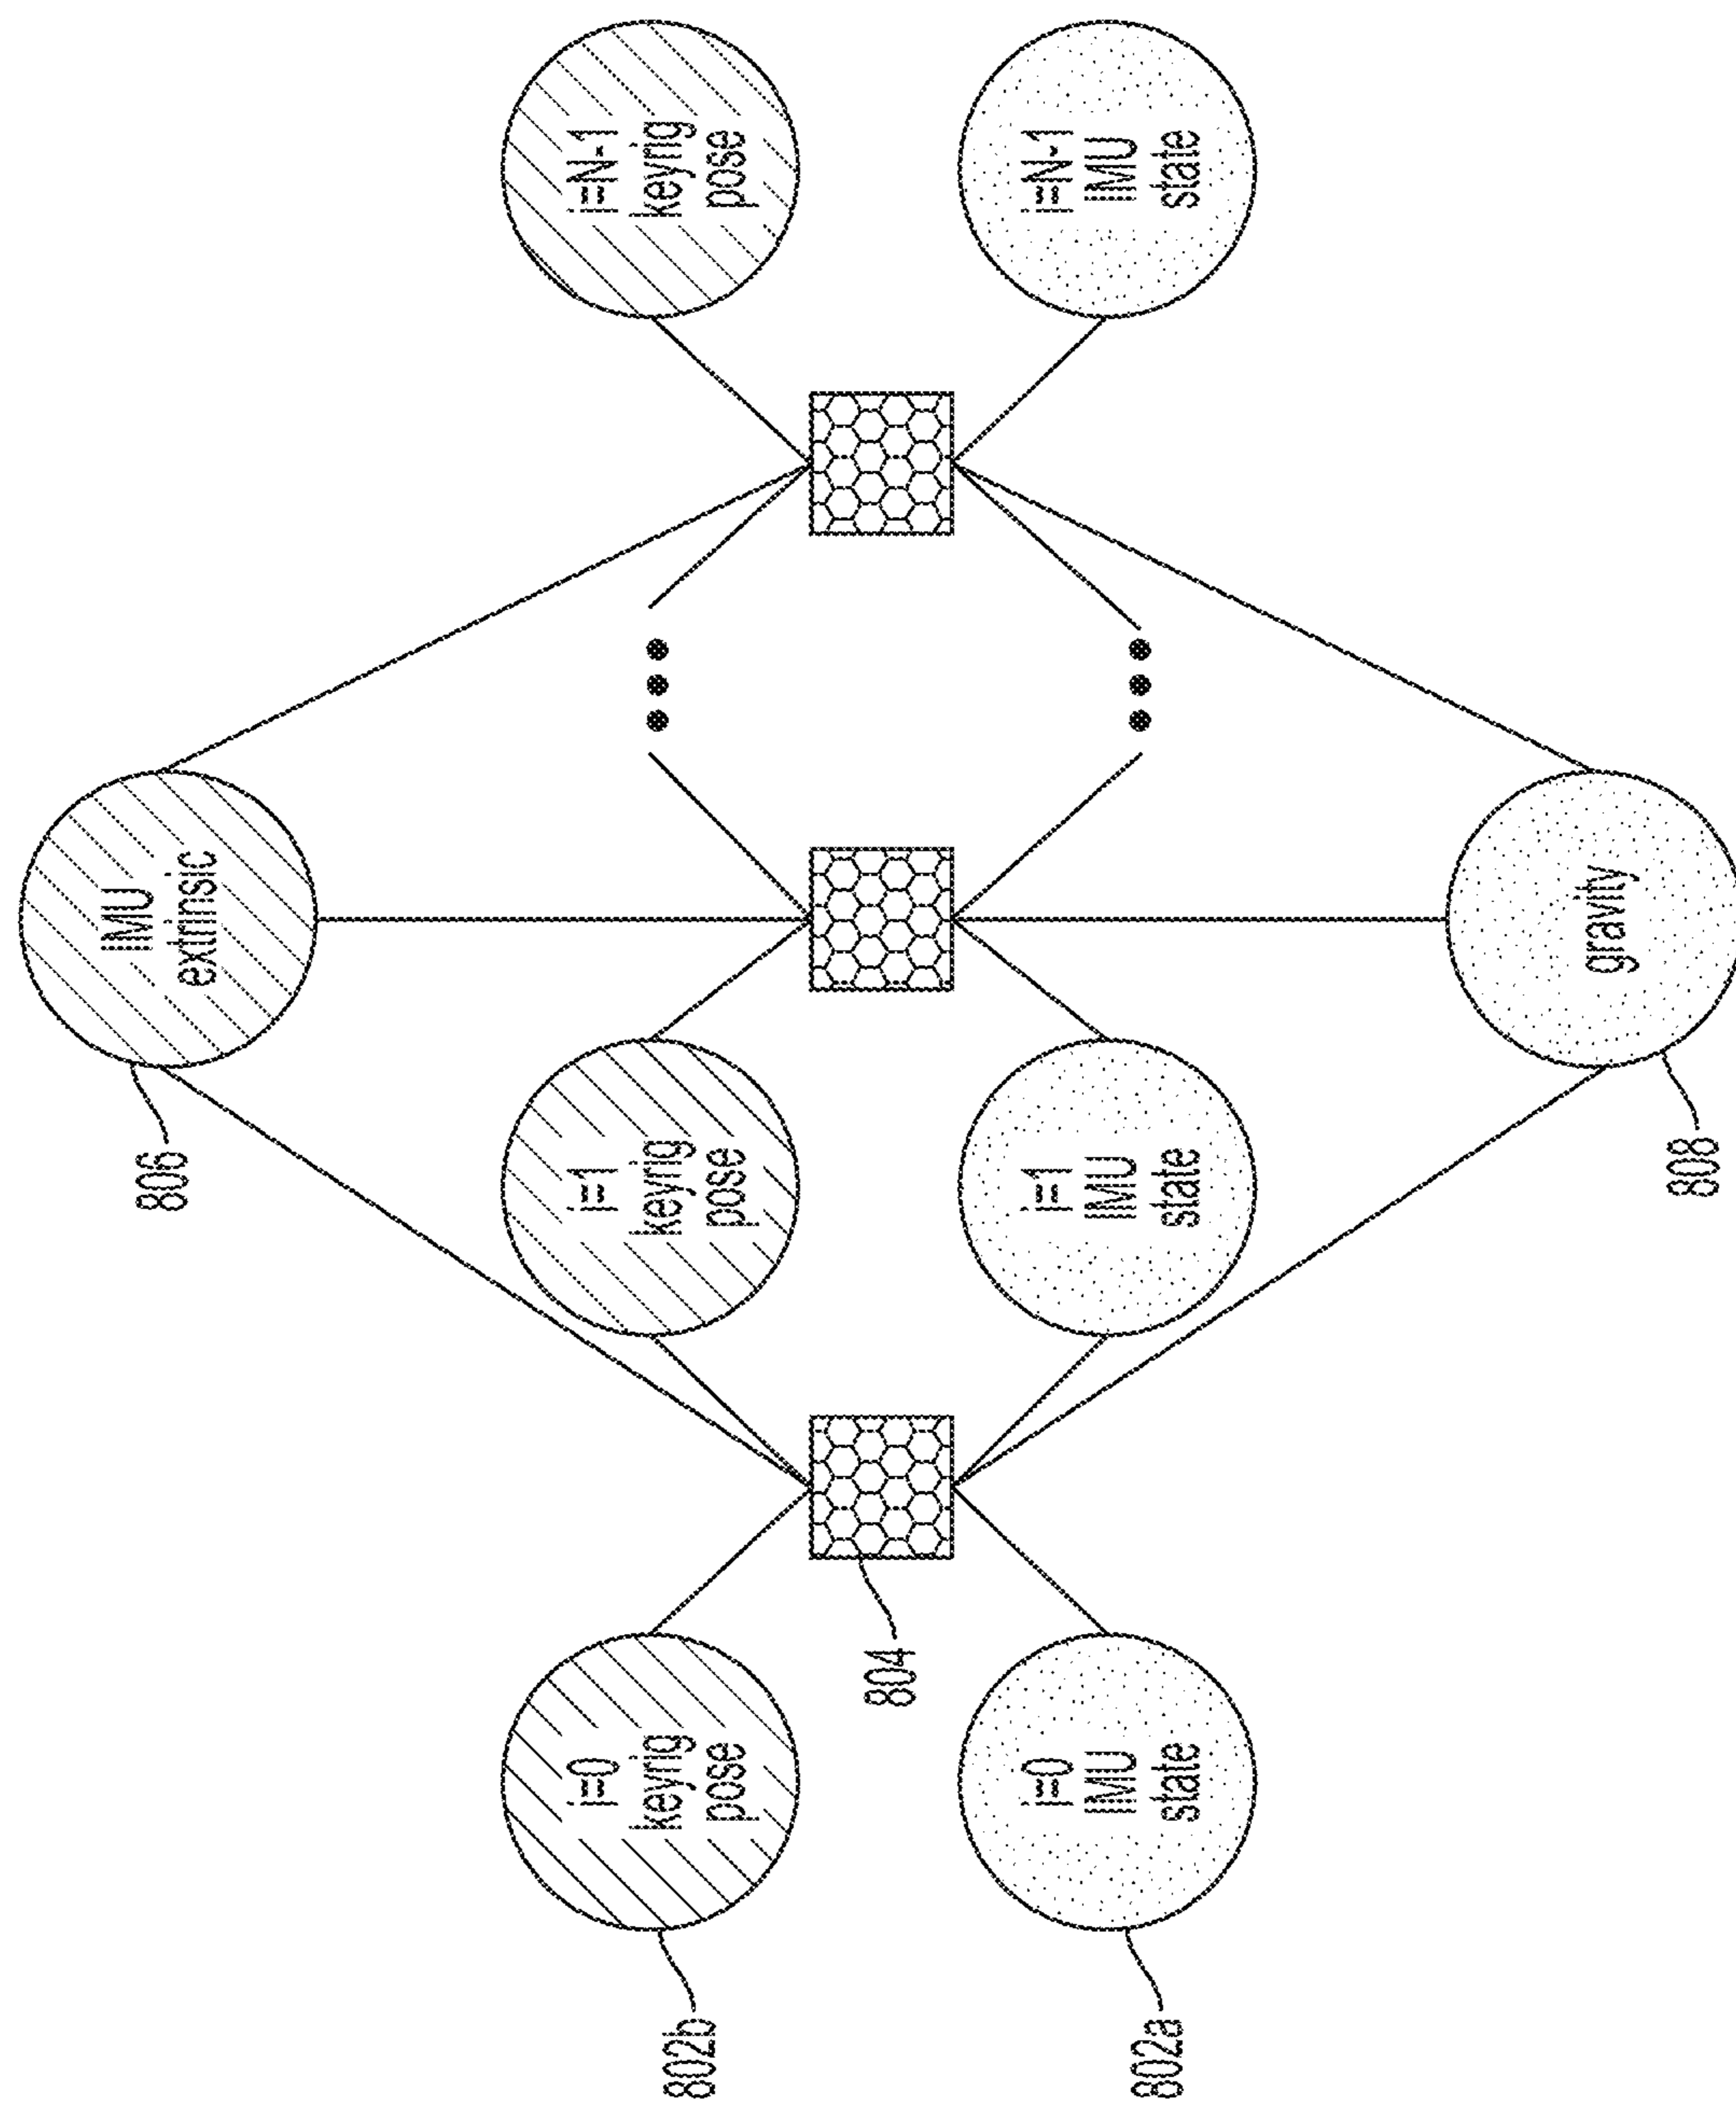 806
IMU
extrinsic
802b
i=0
keyrig
pose
i=1
keyrig
pose
i=N-1
keyrig
pose
804
802a
i=0
IMU
state
i=1
IMU
state
i=N-1
IMU
state
808
gravity